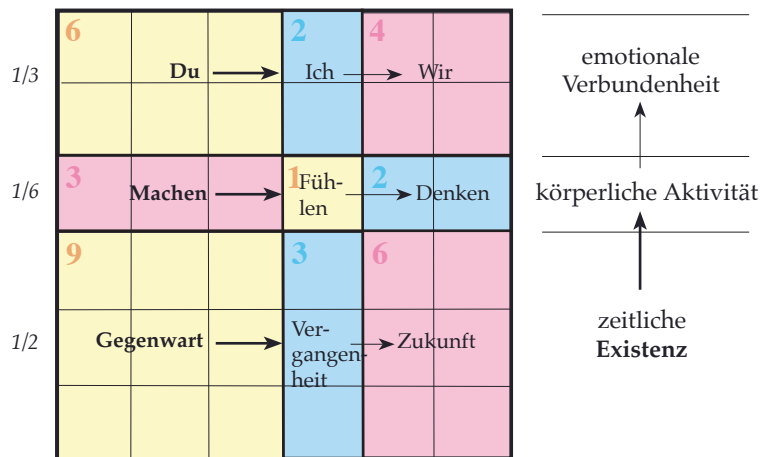 6 2 4
1/3 Du Ich Wir
emotionale
Verbundenheit
3 1 2
1/6 Machen Füh-
len Denken
körperliche Aktivität
9 3 6
1/2 Gegenwart Ver-
gangen-
heit Zukunft
zeitliche
Existenz